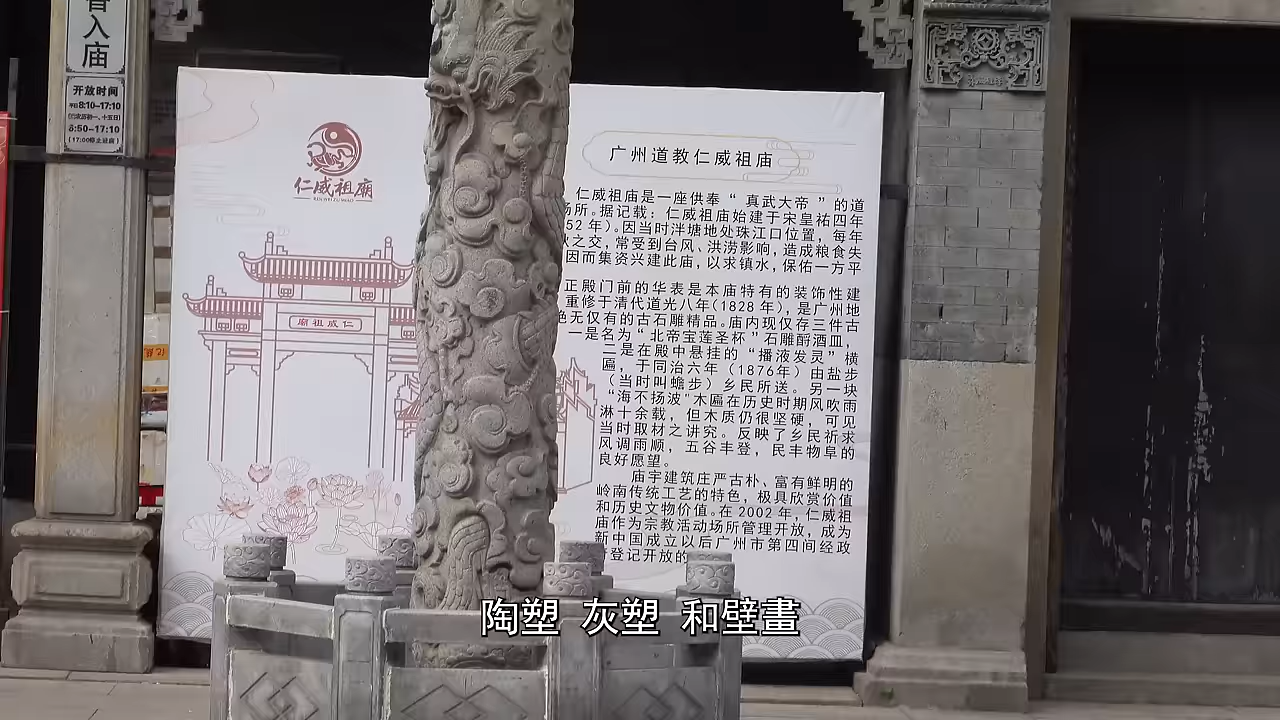 入庙
开放时间
8:10-17:10
8:50-17:10
仁威祖廟
RENWEI ZU MIAO
廟祖威仁
广州道教仁威祖庙
仁威祖庙是一座供奉“真武大帝”的道
场所。据记载：仁威祖庙始建于宋皇祐四年
52年）。因当时泮塘地处珠江口位置，每年
之交，常受到台风、洪涝影响，造成粮食失
因而集资兴建此庙，以求镇水，保佑一方平
正殿门前的华表是本庙特有的装饰性建
重修于清代道光八年(1828年)，是广州地
绝无仅有的古石雕精品。庙内现仅存三件古
一是名为“北帝宝莲圣杯”石雕酹酒皿，
二是在殿中悬挂的“播液发灵”横
匾，于同治六年（1876年）由盐步
（当时叫蟾步）乡民所送。另一块
“海不扬波”木匾在历史时期风吹雨
淋十余载，但木质仍很坚硬，可见
当时取材之讲究。反映了乡民祈求
风调雨顺，五谷丰登，民丰物阜的
良好愿望。
庙宇建筑庄严古朴、富有鲜明的
岭南传统工艺的特色，极具欣赏价值
和历史文物价值。在2002年，仁威祖
庙作为宗教活动场所管理开放，成为
新中国成立以后广州市第四间经政
府登记开放的
陶塑 灰塑 和壁畫